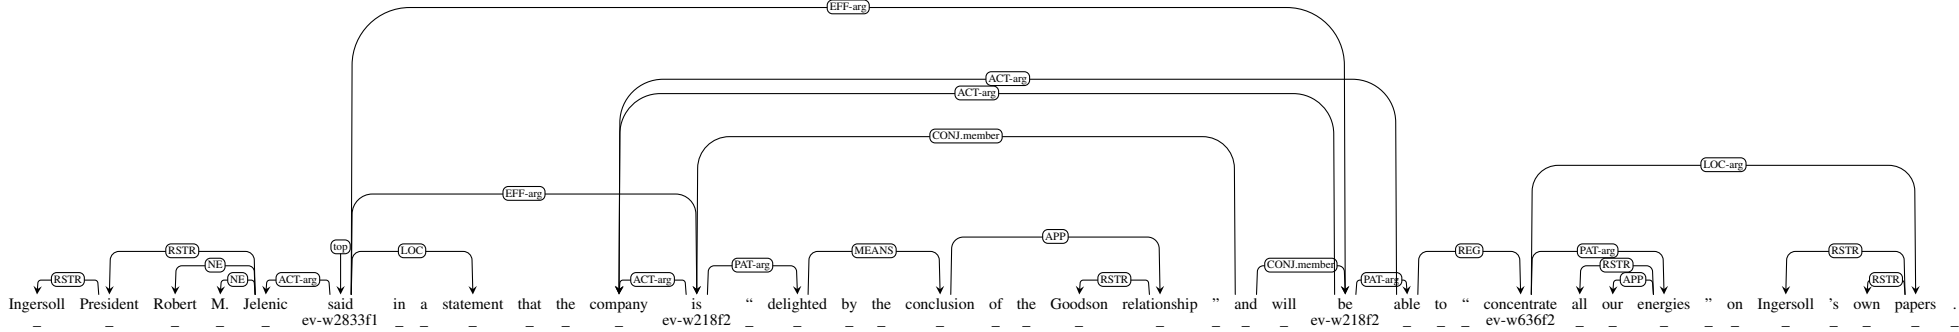 EFF-arg
ACT-arg
ACT-arg
CONJ.member
LOC-arg
EFF-arg
APP
top
RSTR LOC MEANS REG PAT-arg RSTR
NE PAT-arg CONJ.member RSTR
RSTR NE ACT-arg ACT-arg RSTR PAT-arg APP RSTR
Ingersoll President Robert M. Jelenic said in a statement that the company is “ delighted by the conclusion of the Goodson relationship ” and will be able to “ concentrate all our energies ” on Ingersoll ’s own papers .
_ _ _ _ _ ev-w2833f1 _ _ _ _ _ _ ev-w218f2 _ _ _ _ _ _ _ _ _ _ _ _ ev-w218f2 _ _ _ ev-w636f2 _ _ _ _ _ _ _ _ _ _